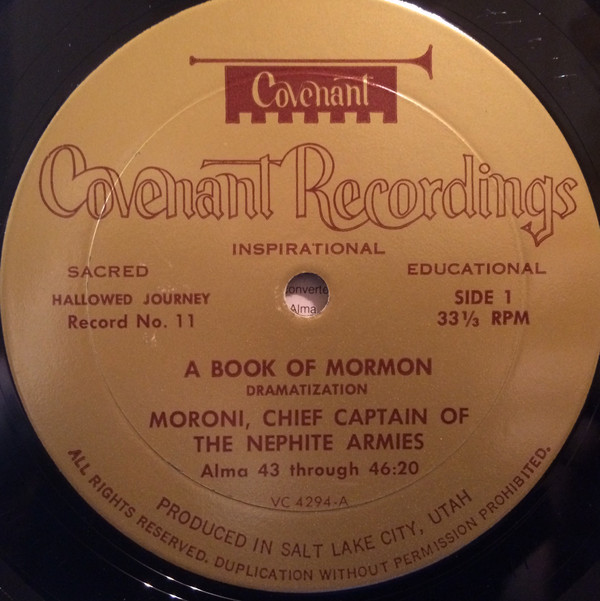 Covenant
Covenant Recordings
INSPIRATIONAL
SACRED
EDUCATIONAL
HALLOWED JOURNEY
Record No. 11
SIDE 1
33⅓ RPM
onverte
Alma
A BOOK OF MORMON
DRAMATIZATION
MORONI, CHIEF CAPTAIN OF
THE NEPHITE ARMIES
Alma 43 through 46:20
VC 4294-A
PRODUCED IN SALT LAKE CITY, UTAH
ALL RIGHTS RESERVED. DUPLICATION WITHOUT PERMISSION PROHIBITED.